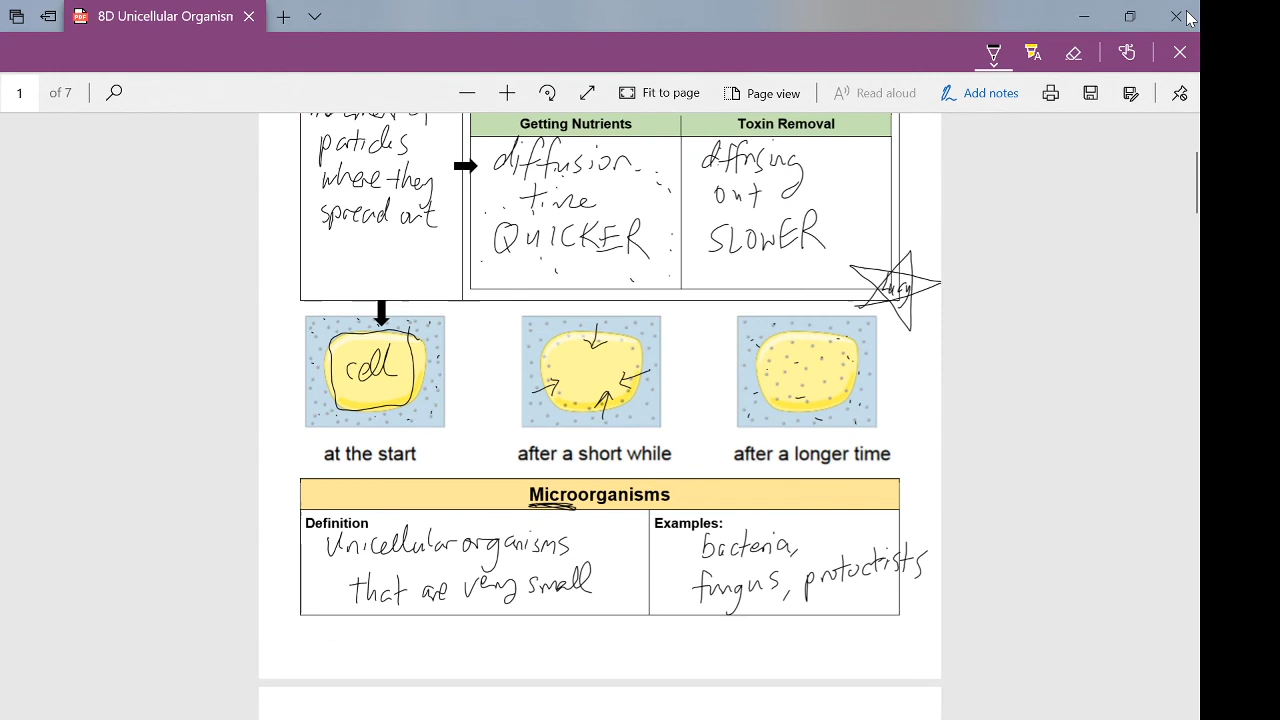 8D Unicellular Organism
1 of 7
Fit to page
Page view
Read aloud
Add notes
Getting Nutrients
Toxin Removal
particles
where they
spread out
diffusion
time
QUICKER
diffusing
out
SLOWER
cell
at the start
after a short while
after a longer time
Microorganisms
Definition
Unicellular organisms
that are very small
Examples:
bacteria,
fungus, protoctists